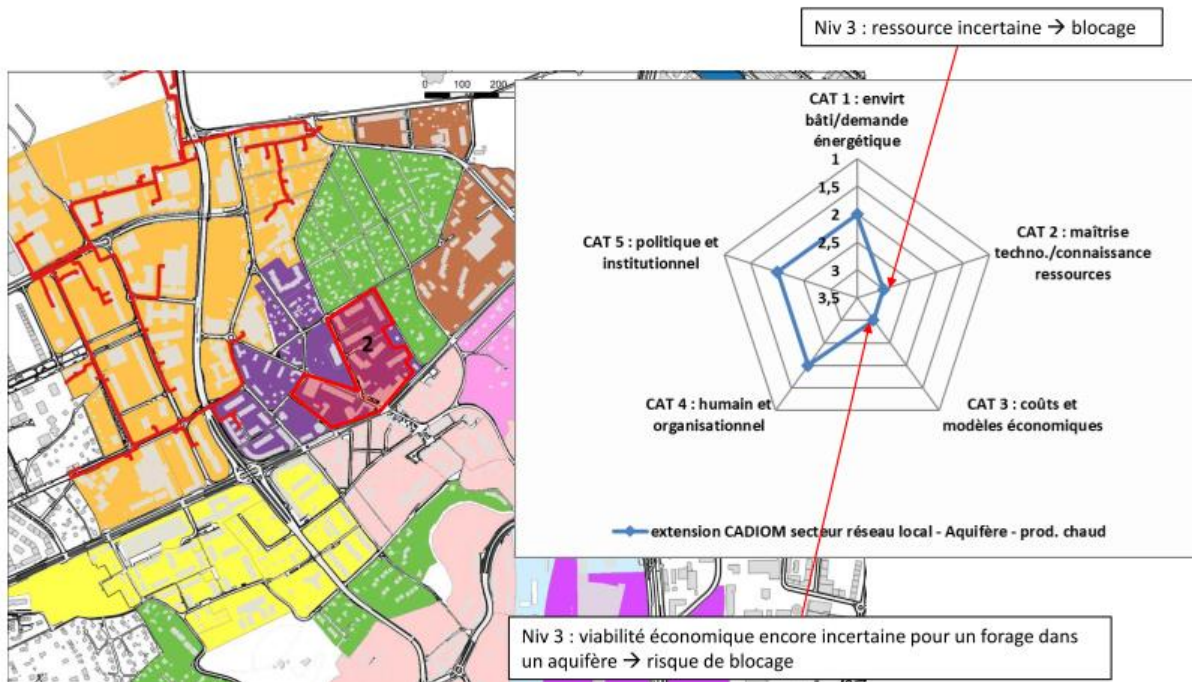 Niv 3 : ressource incertaine → blocage
0 100 200
CAT 1 : envirt
bâti/demande
énergétique
1
1,5
2
2,5
3
3,5
CAT 2 : maîtrise
techno./connaissance
ressources
CAT 5 : politique et
institutionnel
2
CAT 4 : humain et
organisationnel
CAT 3 : coûts et
modèles économiques
extension CADIOM secteur réseau local - Aquifère - prod. chaud
Niv 3 : viabilité économique encore incertaine pour un forage dans
un aquifère → risque de blocage